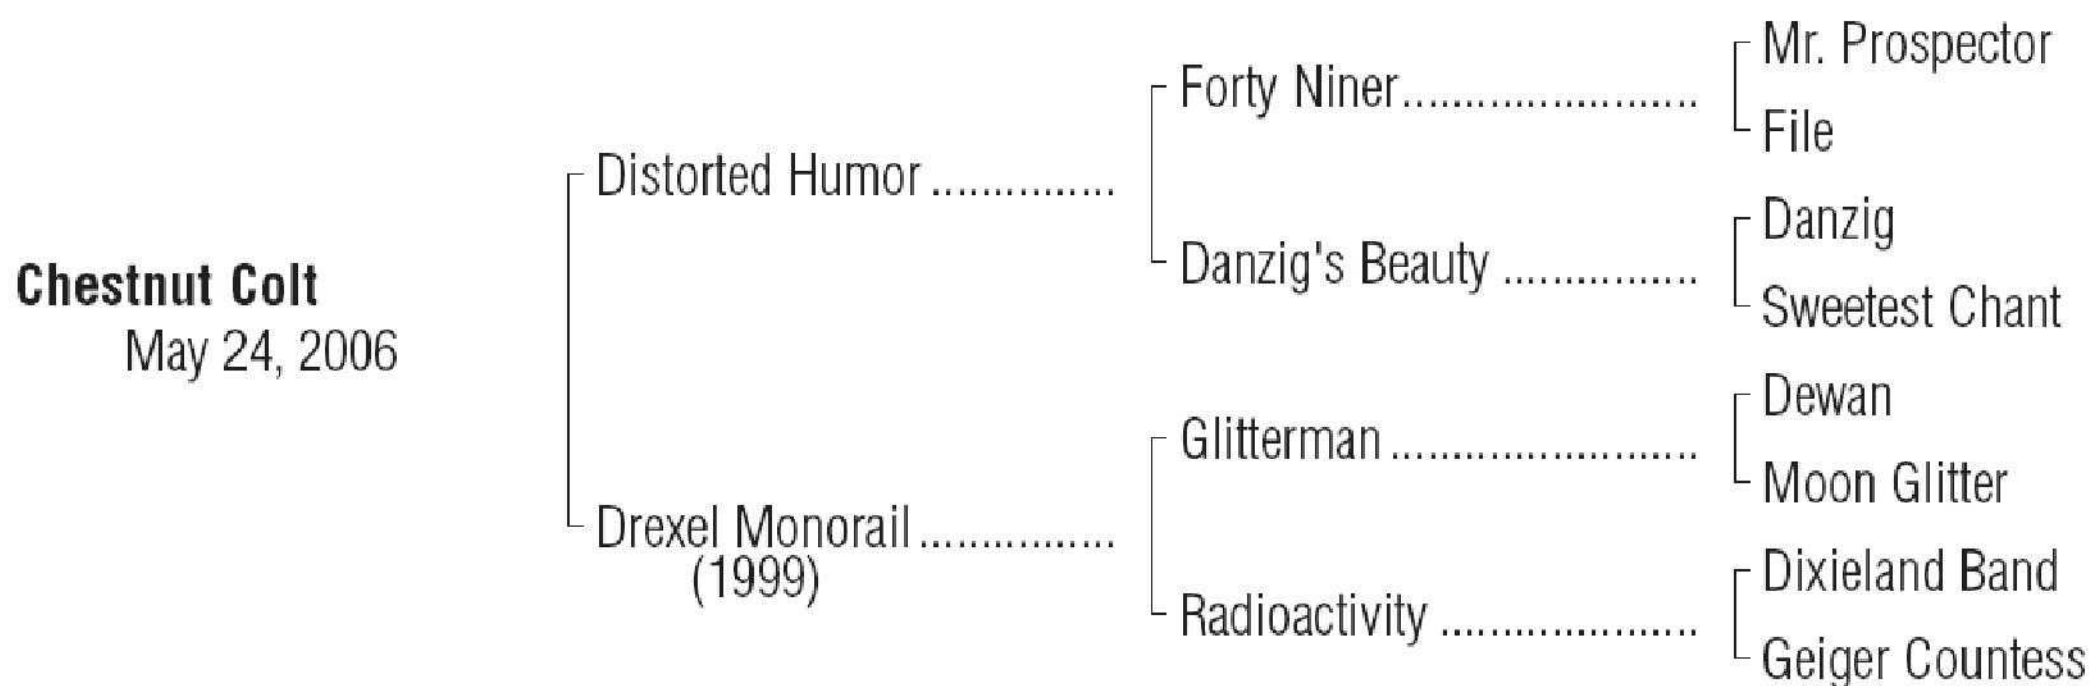 Mr. Prospector
Forty Niner........................
File
Distorted Humor ...............
Danzig
Danzig's Beauty ................
Sweetest Chant
Chestnut Colt
May 24, 2006
Dewan
Glitterman .........................
Moon Glitter
Drexel Monorail ................
(1999)
Dixieland Band
Radioactivity .....................
Geiger Countess